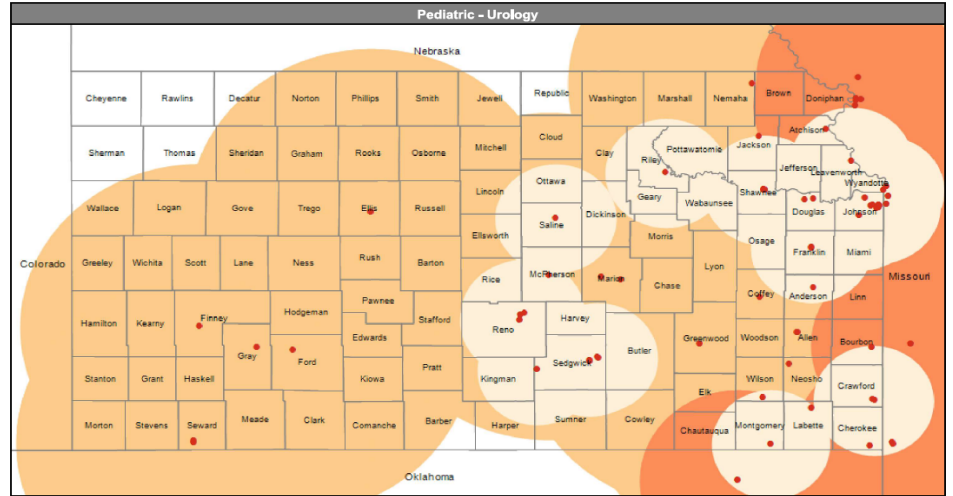 Pediatric - Urology
Nebraska
Cheyenne Rawlins Decatur Norton Phillips Smith Jewell Republic Washington Marshall Nemaha Brown Doniphan
Cloud Atchison
Sherman Thomas Sheridan Graham Rooks Osborne Mitchell Clay Riley Pottawatomie Jackson
Jefferson Leavenworth
Ottawa Wyandotte
Wallace Logan Gove Trego Ellis Russell Lincoln Geary Wabaunsee Shawnee
Saline Dickinson Douglas Johnson
Ellsworth Morris Osage
Colorado Greeley Wichita Scott Lane Ness Rush Barton Rice McPherson Marion Chase Lyon Franklin Miami Missouri
Pawnee Coffey Anderson Linn
Hamilton Kearny Finney Hodgeman Stafford Reno Harvey
Gray Ford Edwards Sedgwick Butler Greenwood Woodson Allen Bourbon
Stanton Grant Haskell Kiowa Pratt Kingman Elk Wilson Neosho Crawford
Morton Stevens Seward Meade Clark Comanche Barber Harper Sumner Cowley Chautauqua Montgomery Labette Cherokee
Oklahoma